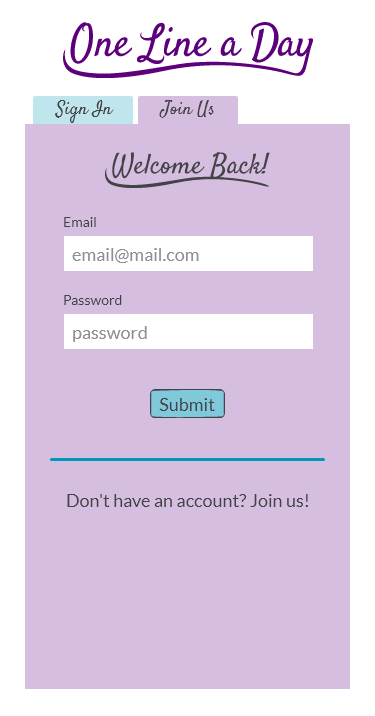 One Line a Day
Sign In
Join Us
Welcome Back!
Email
email@mail.com
Password
password
Submit
Don't have an account? Join us!